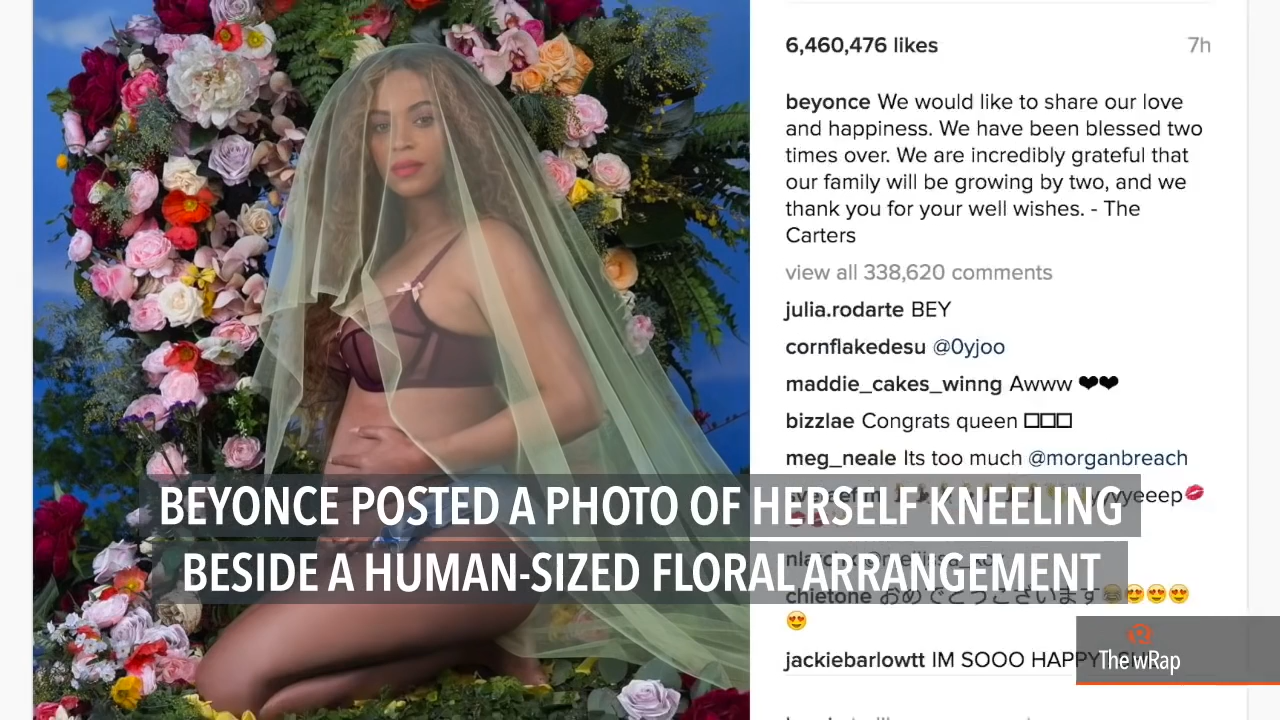 6,460,476 likes 7h
beyonce We would like to share our love
and happiness. We have been blessed two
times over. We are incredibly grateful that
our family will be growing by two, and we
thank you for your well wishes. - The
Carters
view all 338,620 comments
julia.rodarte BEY
cornflakedesu @0yjoo
maddie_cakes_winng Awww ❤❤
bizzlae Congrats queen □□□
meg_neale Its too much @morganbreach
BEYONCE POSTED A PHOTO OF HERSELF KNEELING
BESIDE A HUMAN-SIZED FLORAL ARRANGEMENT
chietone おめでとうございます😂😍😍😍
😍
jackiebarlowtt IM SOOO HAPPY
The wRap